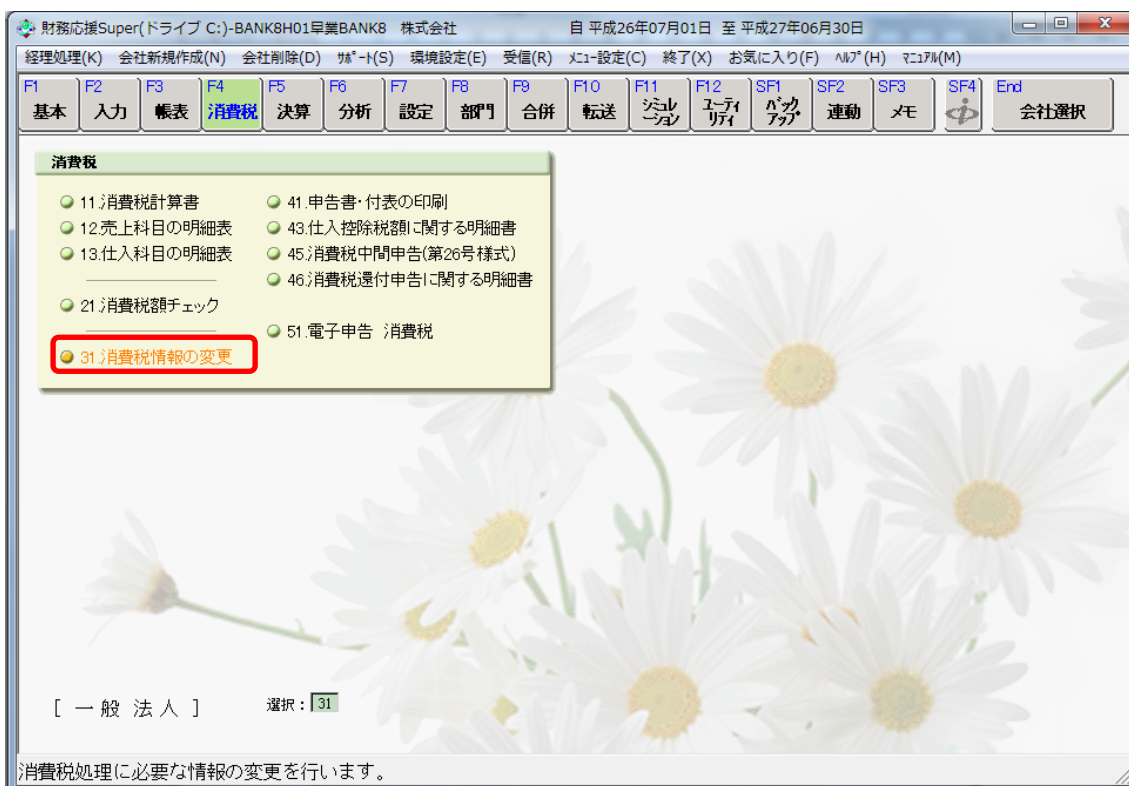 財務応援Super(ドライブ C:)-BANK8H01早業BANK8 株式会社 自 平成26年07月01日 至 平成27年06月30日
経理処理(K) 会社新規作成(N) 会社削除(D) ｻﾎﾟｰﾄ(S) 環境設定(E) 受信(R) ﾒﾆｭｰ設定(C) 終了(X) お気に入り(F) ﾍﾙﾌﾟ(H) ﾏﾆｭｱﾙ(M)
F1 F2 F3 F4 F5 F6 F7 F8 F9 F10 F11 F12 SF1 SF2 SF3 SF4 End
基本 入力 帳表 消費税 決算 分析 設定 部門 合併 転送 シミュレーション ユーティリティ バックアップ 連動 メモ 会社選択
消費税
11.消費税計算書
12.売上科目の明細表
13.仕入科目の明細表
21.消費税額チェック
31.消費税情報の変更
41.申告書・付表の印刷
43.仕入控除税額に関する明細書
45.消費税中間申告(第26号様式)
46.消費税還付申告に関する明細書
51.電子申告 消費税
[ 一 般 法 人 ] 選択： 31
消費税処理に必要な情報の変更を行います。